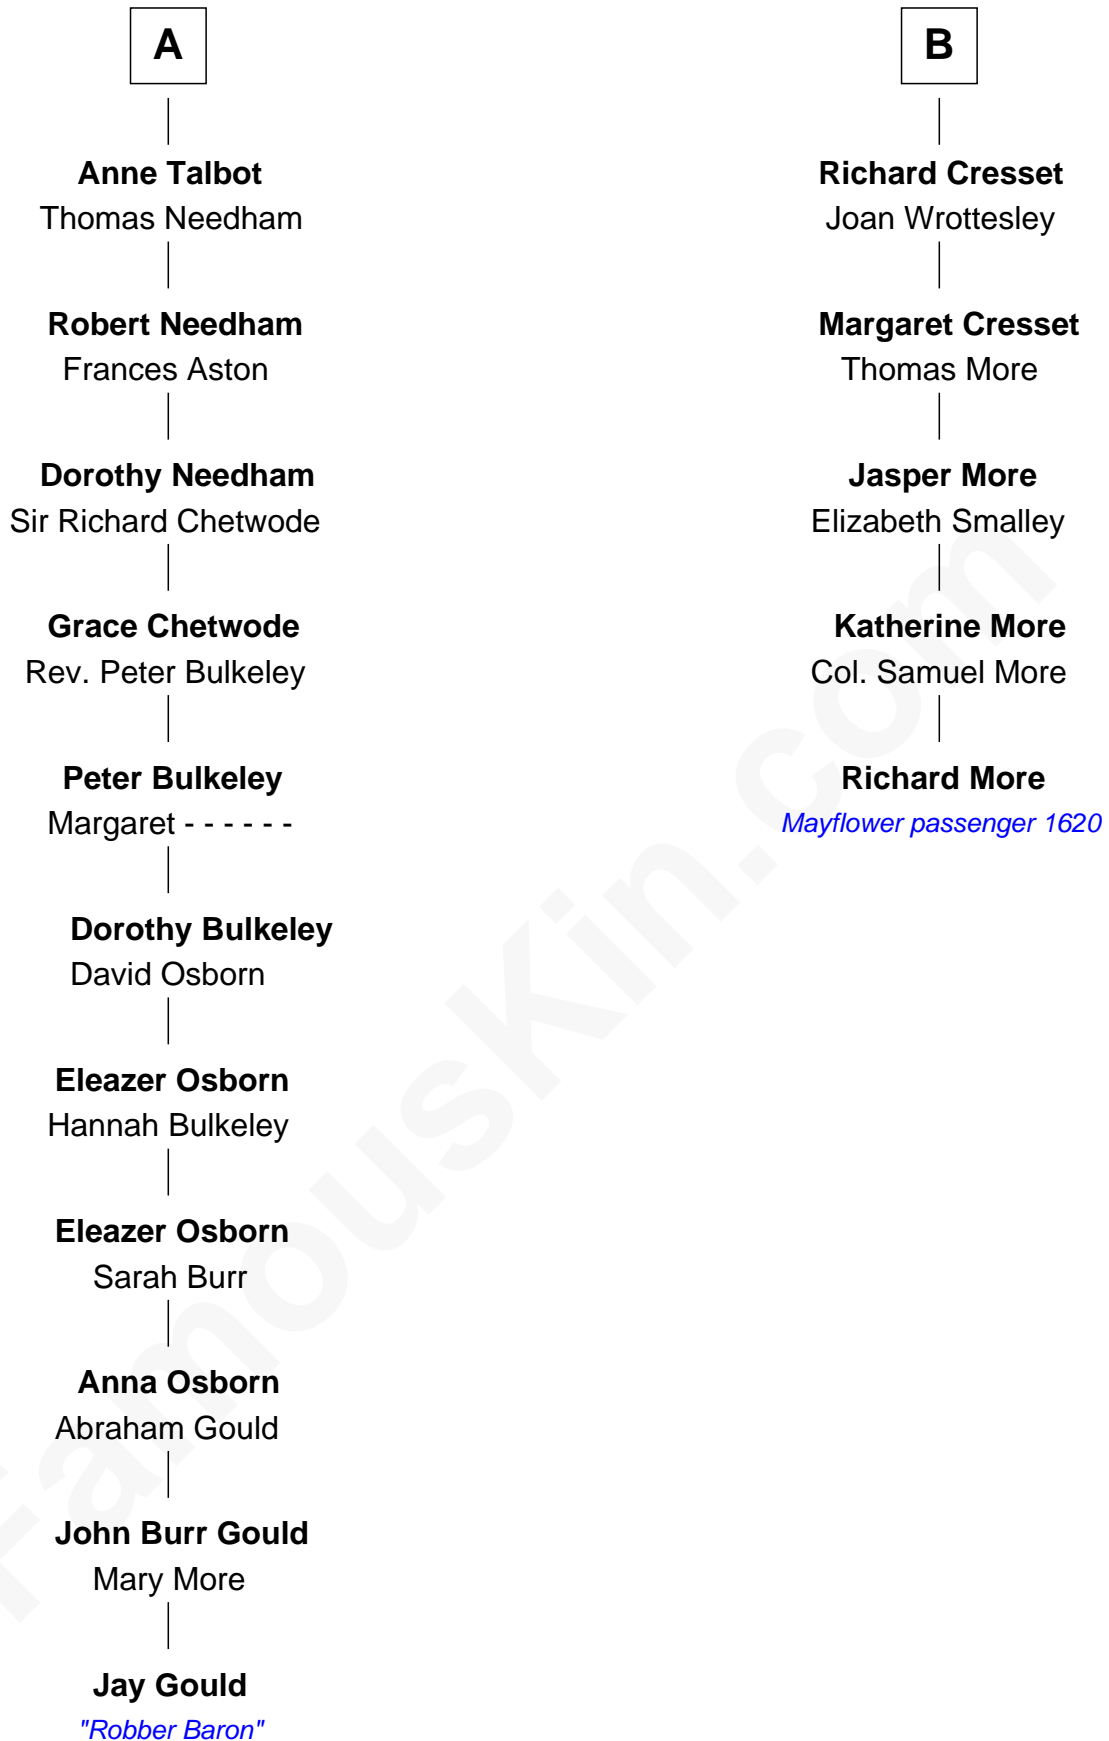 A
Anne Talbot
Thomas Needham
Robert Needham
Frances Aston
Dorothy Needham
Sir Richard Chetwode
Grace Chetwode
Rev. Peter Bulkeley
Peter Bulkeley
Margaret - - - - - -
Dorothy Bulkeley
David Osborn
Eleazer Osborn
Hannah Bulkeley
Eleazer Osborn
Sarah Burr
Anna Osborn
Abraham Gould
John Burr Gould
Mary More
Jay Gould
"Robber Baron"
B
Richard Cresset
Joan Wrottesley
Margaret Cresset
Thomas More
Jasper More
Elizabeth Smalley
Katherine More
Col. Samuel More
Richard More
Mayflower passenger 1620
FamousKin.com